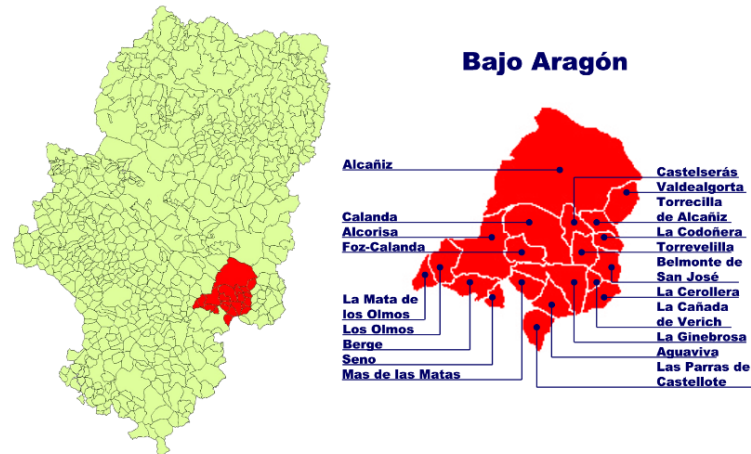 Bajo Aragón
Alcañiz
Calanda
Alcorisa
Foz-Calanda
La Mata de
los Olmos
Los Olmos
Berge
Seno
Mas de las Matas
Castelserás
Valdealgorta
Torrecilla
de Alcañiz
La Codoñera
Torrevelilla
Belmonte de
San José
La Cerollera
La Cañada
de Verich
La Ginebrosa
Aguaviva
Las Parras de
Castellote